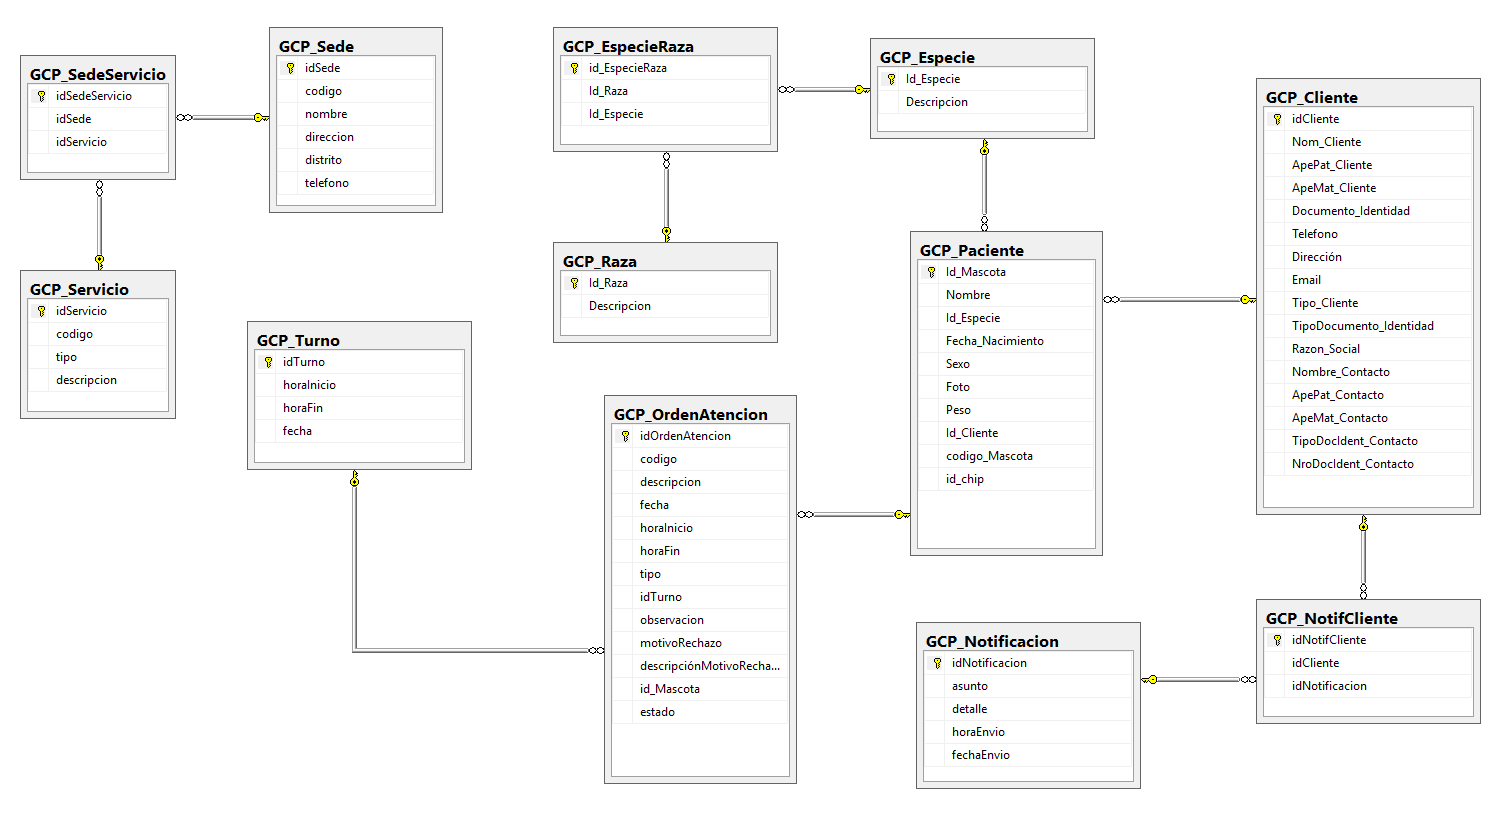 GCP_SedeServicio
idSedeServicio
idSede
idServicio
GCP_Sede
idSede
codigo
nombre
direccion
distrito
telefono
GCP_EspecieRaza
id_EspecieRaza
Id_Raza
Id_Especie
GCP_Especie
Id_Especie
Descripcion
GCP_Cliente
idCliente
Nom_Cliente
ApePat_Cliente
ApeMat_Cliente
Documento_Identidad
Telefono
Dirección
Email
Tipo_Cliente
TipoDocumento_Identidad
Razon_Social
Nombre_Contacto
ApePat_Contacto
ApeMat_Contacto
TipoDocIdent_Contacto
NroDocIdent_Contacto
GCP_Servicio
idServicio
codigo
tipo
descripcion
GCP_Raza
Id_Raza
Descripcion
GCP_Paciente
Id_Mascota
Nombre
Id_Especie
Fecha_Nacimiento
Sexo
Foto
Peso
Id_Cliente
codigo_Mascota
id_chip
GCP_Turno
idTurno
horaInicio
horaFin
fecha
GCP_OrdenAtencion
idOrdenAtencion
codigo
descripcion
fecha
horaInicio
horaFin
tipo
idTurno
observacion
motivoRechazo
descripciónMotivoRecha...
id_Mascota
estado
GCP_Notificacion
idNotificacion
asunto
detalle
horaEnvio
fechaEnvio
GCP_NotifCliente
idNotifCliente
idCliente
idNotificacion